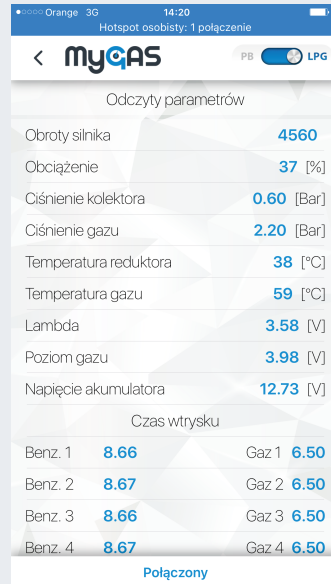 Orange 3G 14:20
Hotspot osobisty: 1 połączenie
MYGAS PB LPG
Odczyty parametrów
Obroty silnika 4560
Obciążenie 37 [%]
Ciśnienie kolektora 0.60 [Bar]
Ciśnienie gazu 2.20 [Bar]
Temperatura reduktora 38 [°C]
Temperatura gazu 59 [°C]
Lambda 3.58 [V]
Poziom gazu 3.98 [V]
Napięcie akumulatora 12.73 [V]
Czas wtrysku
Benz. 1 8.66 Gaz 1 6.50
Benz. 2 8.67 Gaz 2 6.50
Benz. 3 8.66 Gaz 3 6.50
Benz. 4 8.67 Gaz 4 6.50
Połączony